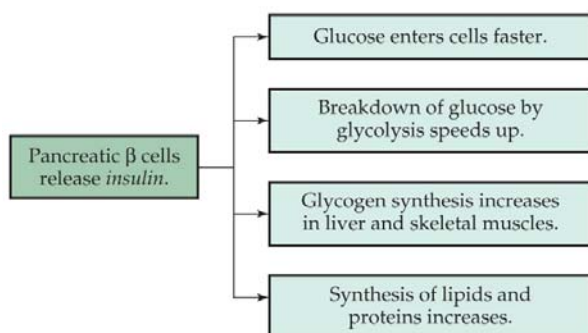 Glucose enters cells faster.
Breakdown of glucose by
glycolysis speeds up.
Pancreatic β cells
release insulin.
Glycogen synthesis increases
in liver and skeletal muscles.
Synthesis of lipids and
proteins increases.